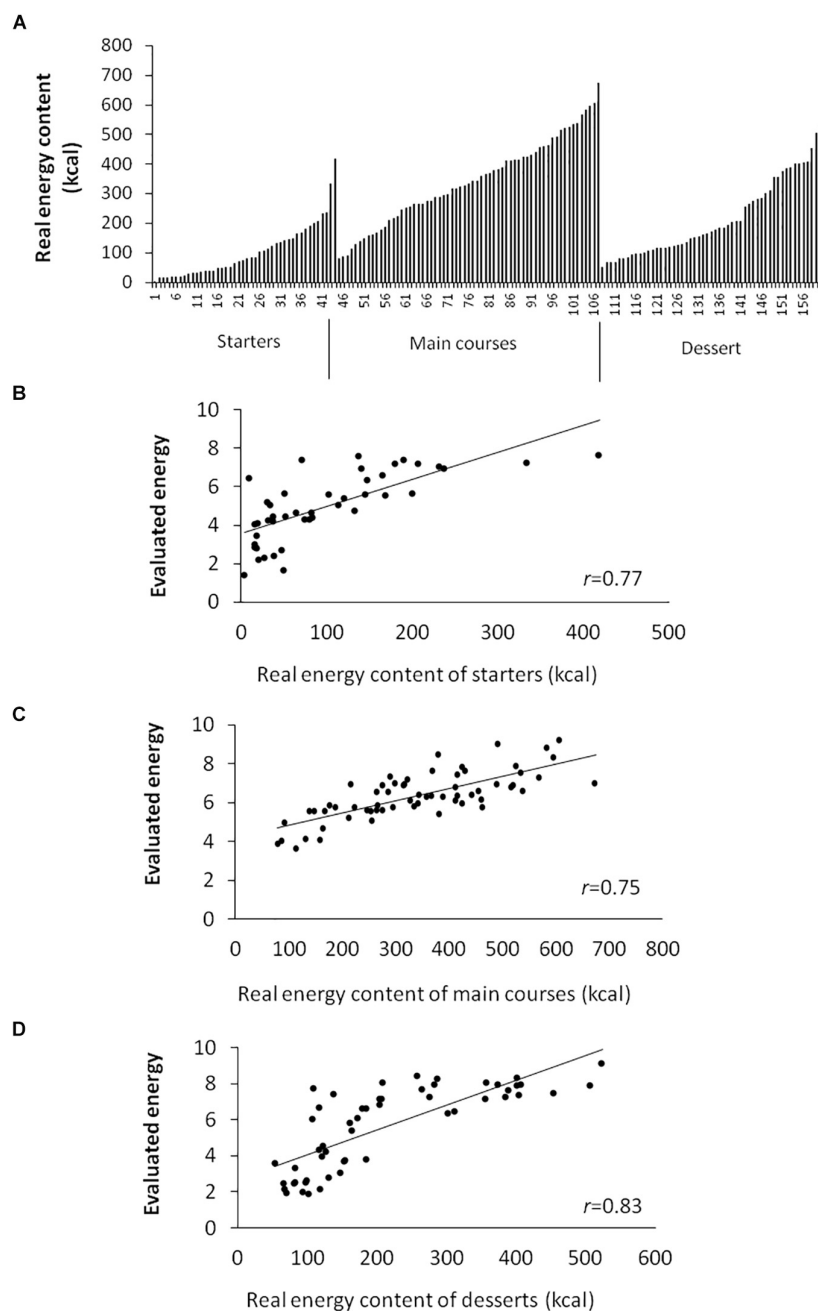 A
Real energy content
(kcal)
800
700
600
500
400
300
200
100
0
1 6 11 16 21 26 31 36 41 46 51 56 61 66 71 76 81 86 91 96 101 106 111 116 121 126 131 136 141 146 151 156
Starters Main courses Dessert
B
Evaluated energy
10
8
6
4
2
0
r=0.77
0 100 200 300 400 500
Real energy content of starters (kcal)
C
Evaluated energy
10
8
6
4
2
0
r=0.75
0 100 200 300 400 500 600 700 800
Real energy content of main courses (kcal)
D
Evaluated energy
10
8
6
4
2
0
r=0.83
0 100 200 300 400 500 600
Real energy content of desserts (kcal)